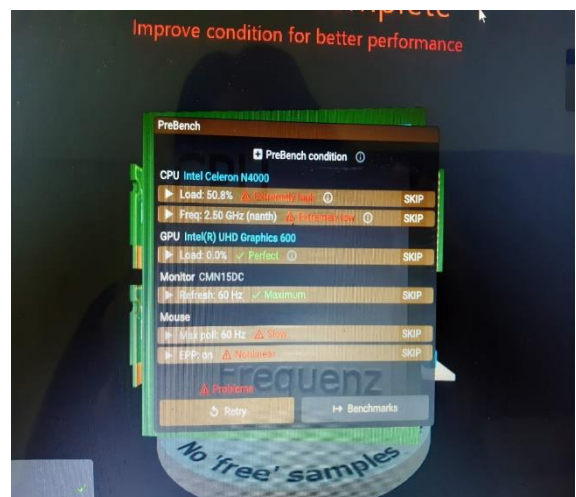 Improve condition for better performance
PreBench
PreBench condition
CPU Intel Celeron N4000
Load: 50.8% Extremely high SKIP
Freq: 2.50 GHz (nanth) Extremely low SKIP
GPU Intel(R) UHD Graphics 600
Load: 0.0% Perfect SKIP
Monitor CMN15DC
Refresh: 60 Hz Maximum SKIP
Mouse
Max poll: 60 Hz Slow SKIP
EPP: on Nonlinear SKIP
Frequenz
Problems
Retry Benchmarks
No 'free' samples